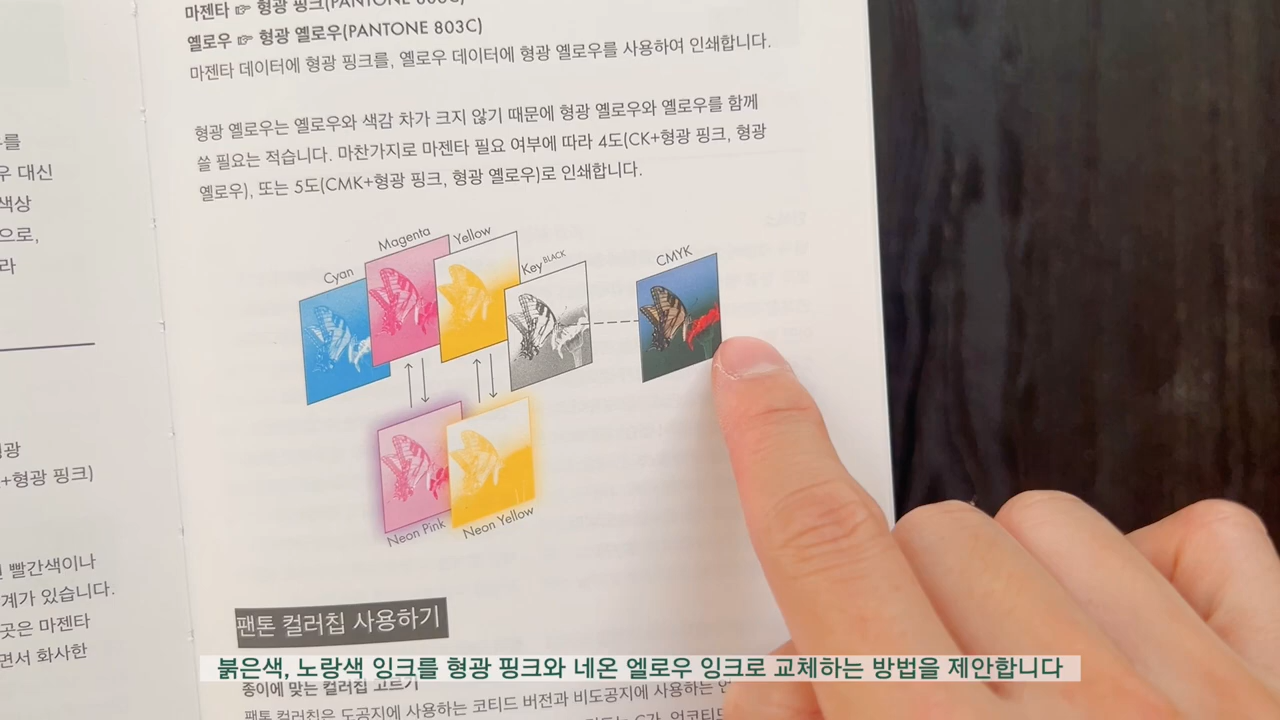 를
우 대신
색상
으로,
라
형광
+형광 핑크)
빨간색이나
계가 있습니다.
곳은 마젠타
면서 화사한
마젠타 ☞ 형광 핑크(PANTONE
옐로우 ☞ 형광 옐로우(PANTONE 803C)
마젠타 데이터에 형광 핑크를, 옐로우 데이터에 형광 옐로우를 사용하여 인쇄합니다.
형광 옐로우는 옐로우와 색감 차가 크지 않기 때문에 형광 옐로우와 옐로우를 함께
쓸 필요는 적습니다. 마찬가지로 마젠타 필요 여부에 따라 4도(CK+형광 핑크, 형광
옐로우), 또는 5도(CMK+형광 핑크, 형광 옐로우)로 인쇄합니다.
Cyan
Magenta
Yellow
Key BLACK
CMYK
Neon Pink
Neon Yellow
팬톤 컬러칩 사용하기
종이에 맞는 컬러칩 고르기
팬톤 컬러칩은 도공지에 사용하는 코티드 버전과 비도공지에 사용하는
붉은색, 노랑색 잉크를 형광 핑크와 네온 엘로우 잉크로 교체하는 방법을 제안합니다